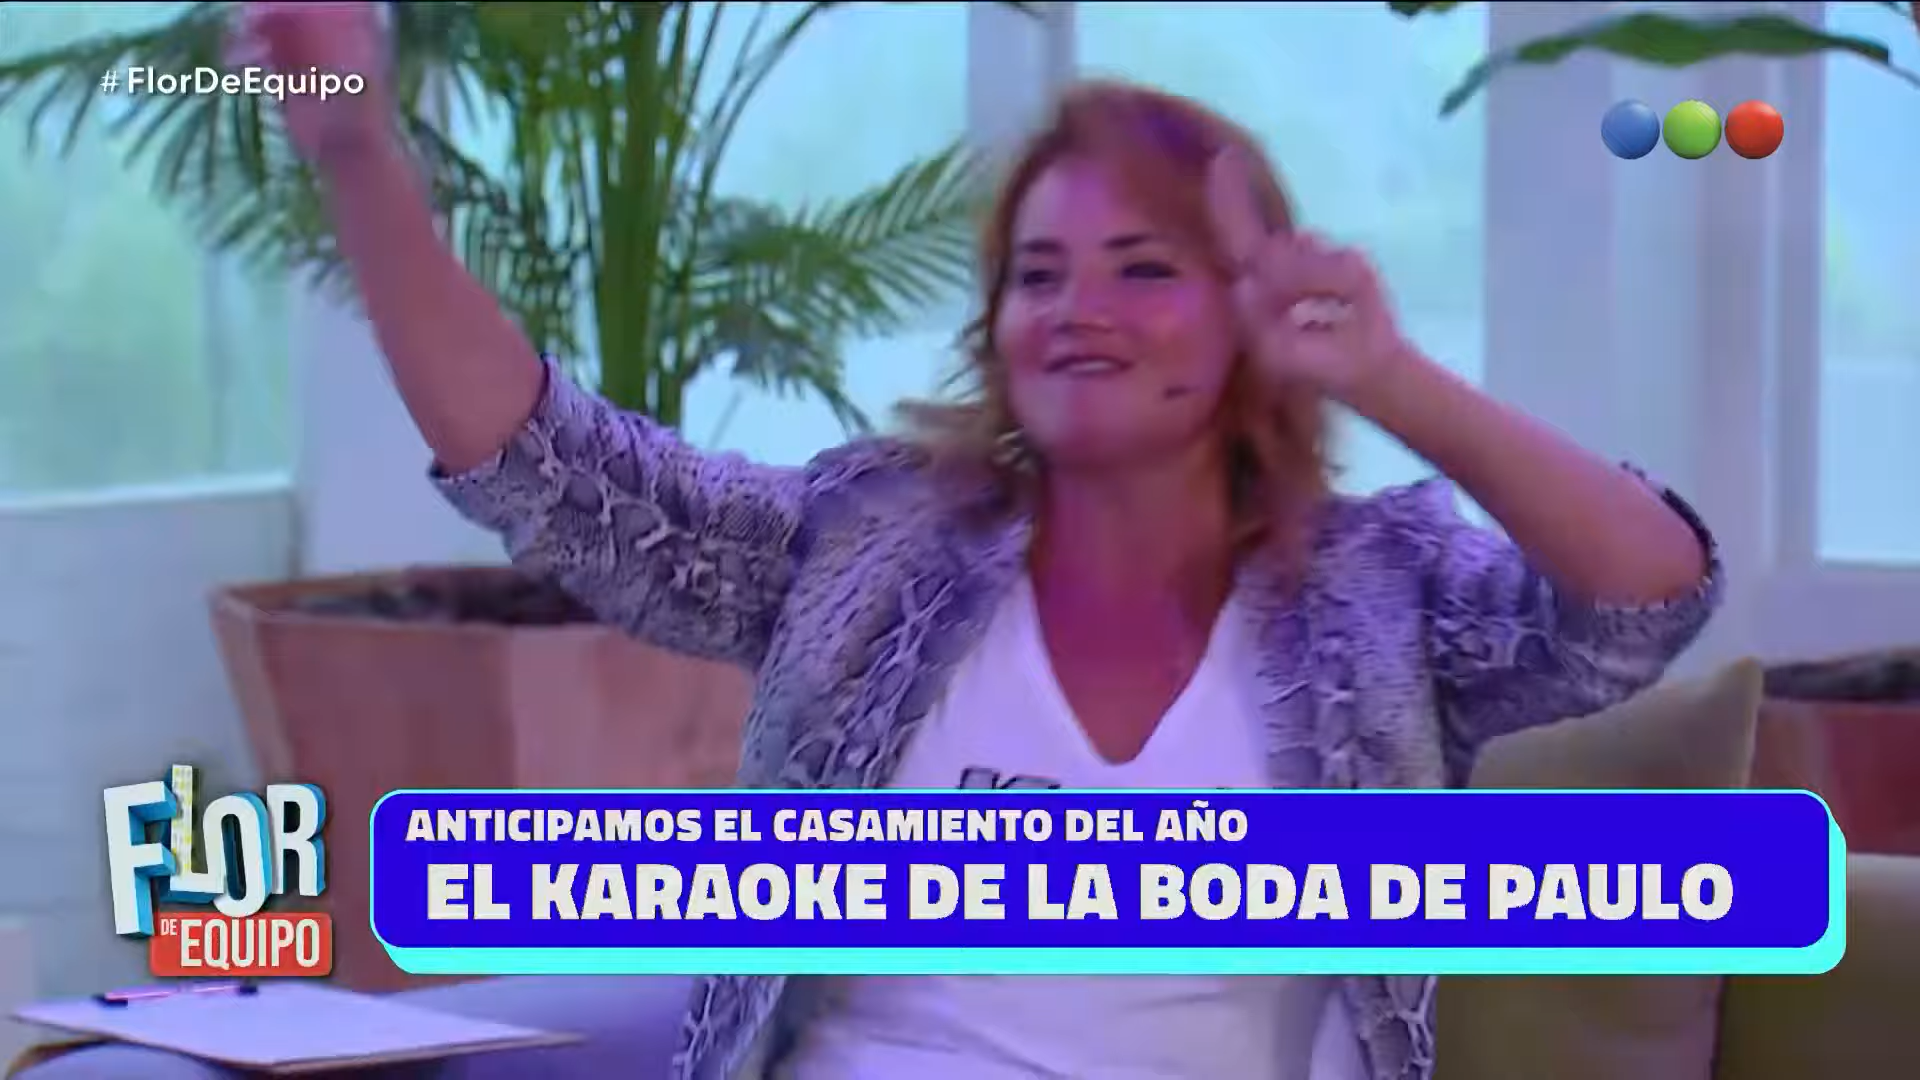 #FlorDeEquipo
ANTICIPAMOS EL CASAMIENTO DEL AÑO
EL KARAOKE DE LA BODA DE PAULO
FLOR
DE EQUIPO